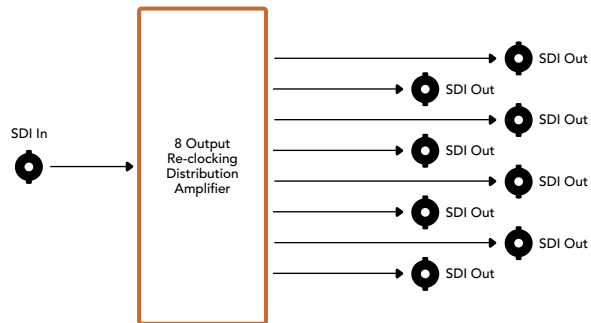 SDI In
8 Output
Re-clocking
Distribution
Amplifier
SDI Out
SDI Out
SDI Out
SDI Out
SDI Out
SDI Out
SDI Out
SDI Out